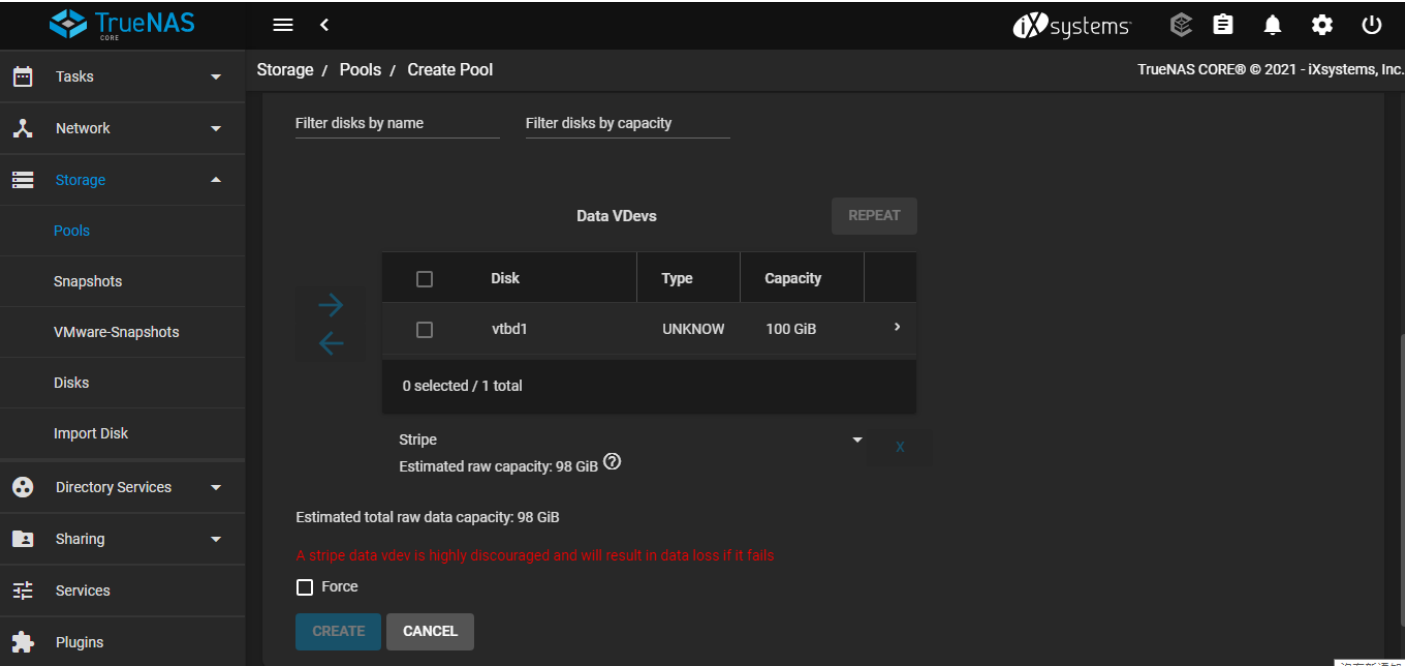 TrueNAS
CORE
iXsystems
Tasks
Storage / Pools / Create Pool
TrueNAS CORE® © 2021 - iXsystems, Inc.
Filter disks by name
Filter disks by capacity
Network
Storage
Data VDevs
REPEAT
Pools
Disk Type Capacity
Snapshots
vtbd1 UNKNOW 100 GiB
VMware-Snapshots
Disks
0 selected / 1 total
Import Disk
Stripe
X
Estimated raw capacity: 98 GiB
Directory Services
Estimated total raw data capacity: 98 GiB
Sharing
A stripe data vdev is highly discouraged and will result in data loss if it fails
Services
Force
Plugins
CREATE
CANCEL